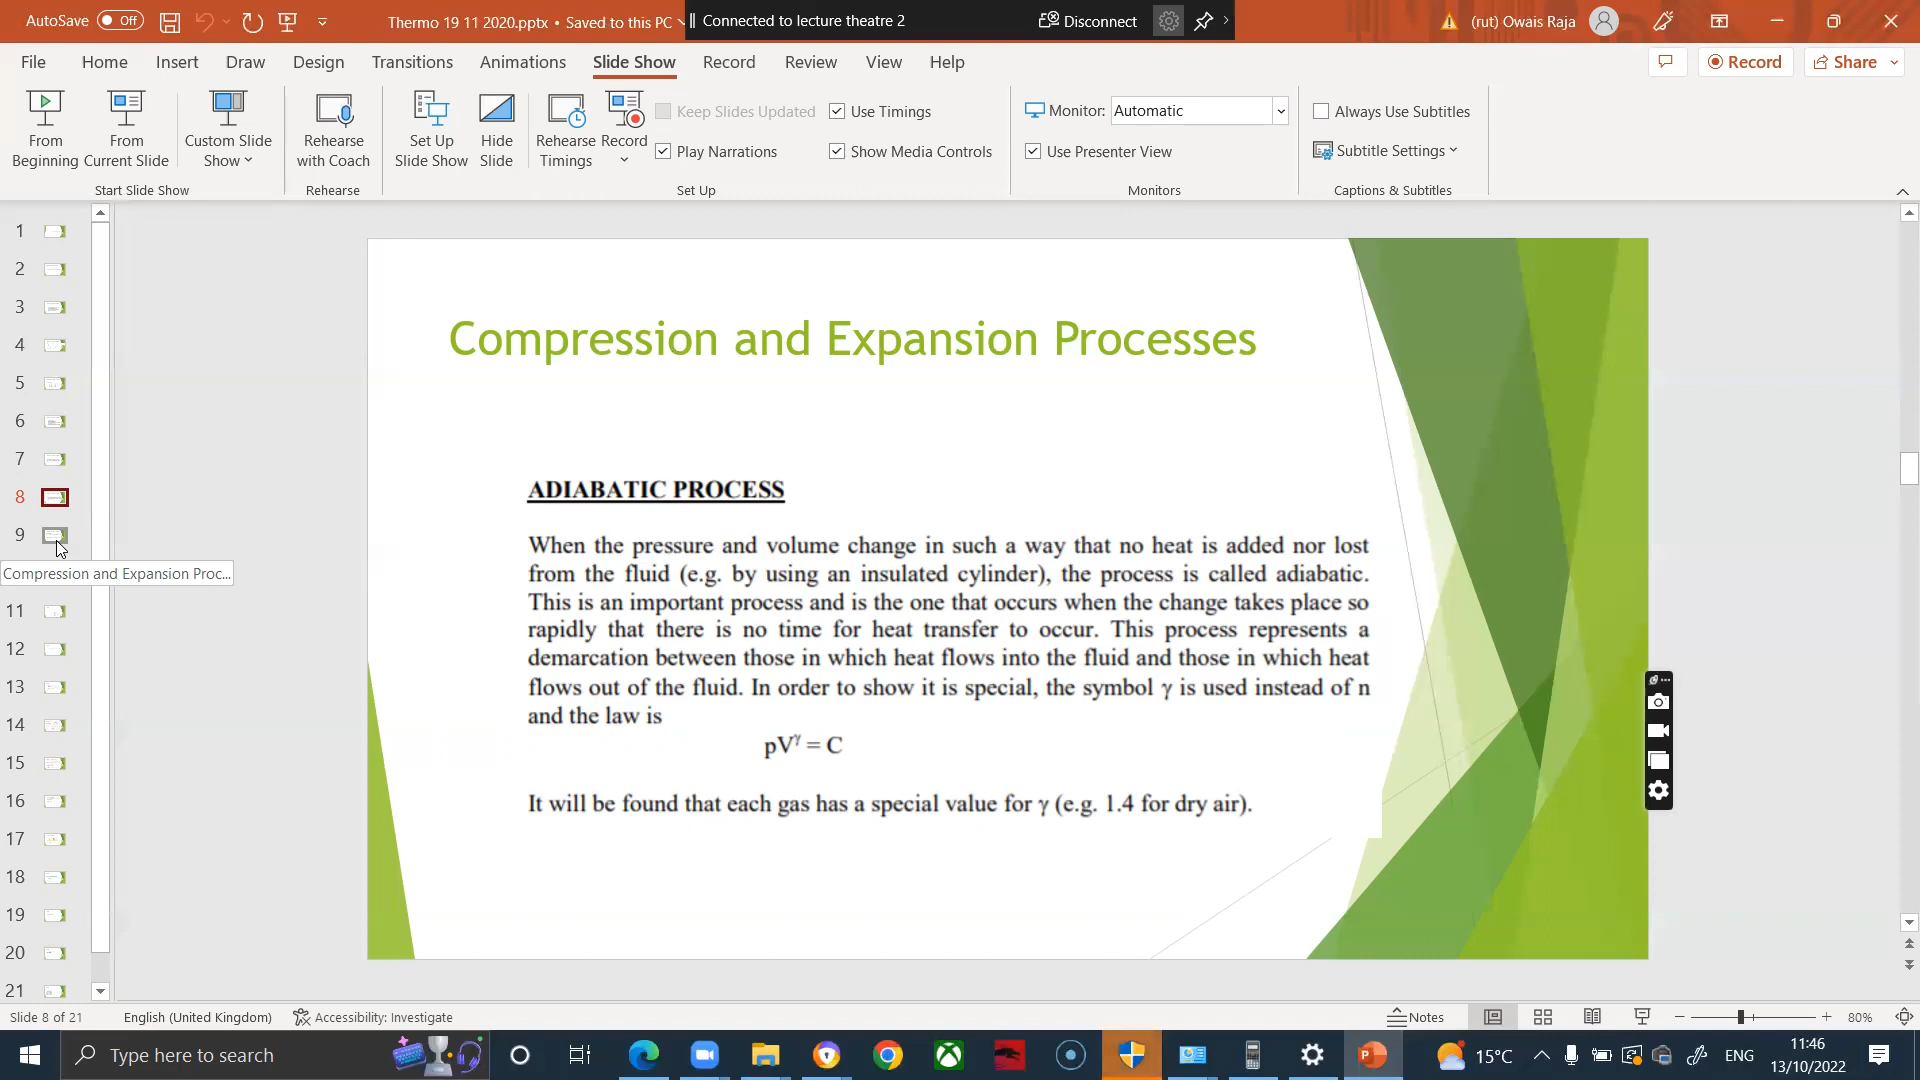 AutoSave Off Thermo 19 11 2020.pptx • Saved to this PC Connected to lecture theatre 2 Disconnect (rut) Owais Raja
File Home Insert Draw Design Transitions Animations Slide Show Record Review View Help Record Share
From Beginning
From Current Slide
Custom Slide Show
Start Slide Show
Rehearse with Coach
Rehearse
Set Up Slide Show
Hide Slide
Rehearse Timings
Record
Keep Slides Updated
Play Narrations
Use Timings
Show Media Controls
Set Up
Monitor: Automatic
Use Presenter View
Monitors
Always Use Subtitles
Subtitle Settings
Captions & Subtitles
1
2
3
4
5
6
7
8
9
Compression and Expansion Proc...
11
12
13
14
15
16
17
18
19
20
21
Compression and Expansion Processes
ADIABATIC PROCESS
When the pressure and volume change in such a way that no heat is added nor lost
from the fluid (e.g. by using an insulated cylinder), the process is called adiabatic.
This is an important process and is the one that occurs when the change takes place so
rapidly that there is no time for heat transfer to occur. This process represents a
demarcation between those in which heat flows into the fluid and those in which heat
flows out of the fluid. In order to show it is special, the symbol γ is used instead of n
and the law is
pV^γ = C
It will be found that each gas has a special value for γ (e.g. 1.4 for dry air).
Slide 8 of 21 English (United Kingdom) Accessibility: Investigate Notes 80%
Type here to search 15°C ENG 11:46
13/10/2022